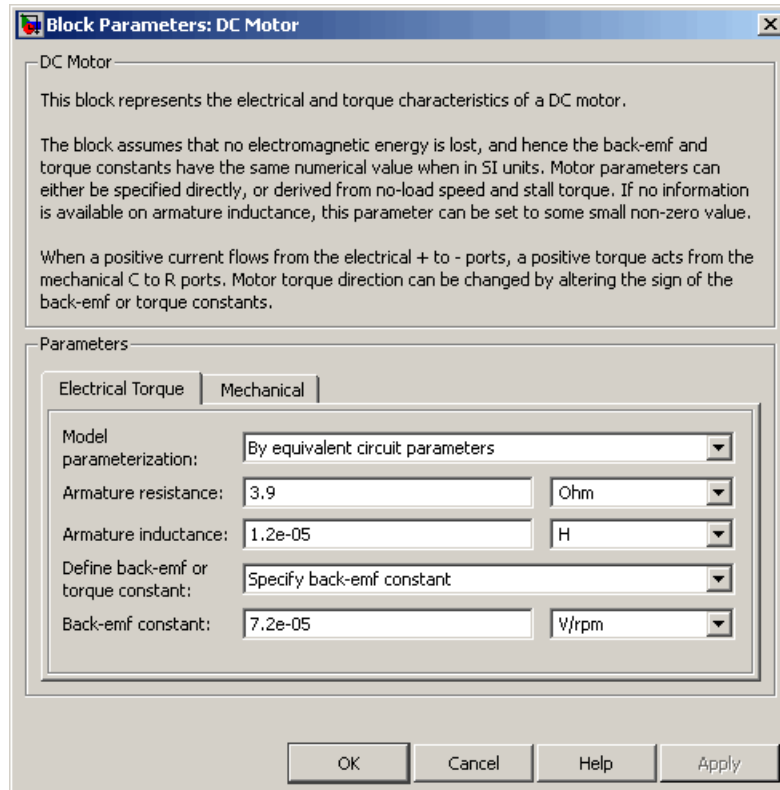 Block Parameters: DC Motor
DC Motor
This block represents the electrical and torque characteristics of a DC motor.
The block assumes that no electromagnetic energy is lost, and hence the back-emf and
torque constants have the same numerical value when in SI units. Motor parameters can
either be specified directly, or derived from no-load speed and stall torque. If no information
is available on armature inductance, this parameter can be set to some small non-zero value.
When a positive current flows from the electrical + to - ports, a positive torque acts from the
mechanical C to R ports. Motor torque direction can be changed by altering the sign of the
back-emf or torque constants.
Parameters
Electrical Torque Mechanical
Model
parameterization: By equivalent circuit parameters
Armature resistance: 3.9 Ohm
Armature inductance: 1.2e-05 H
Define back-emf or
torque constant: Specify back-emf constant
Back-emf constant: 7.2e-05 V/rpm
OK Cancel Help Apply